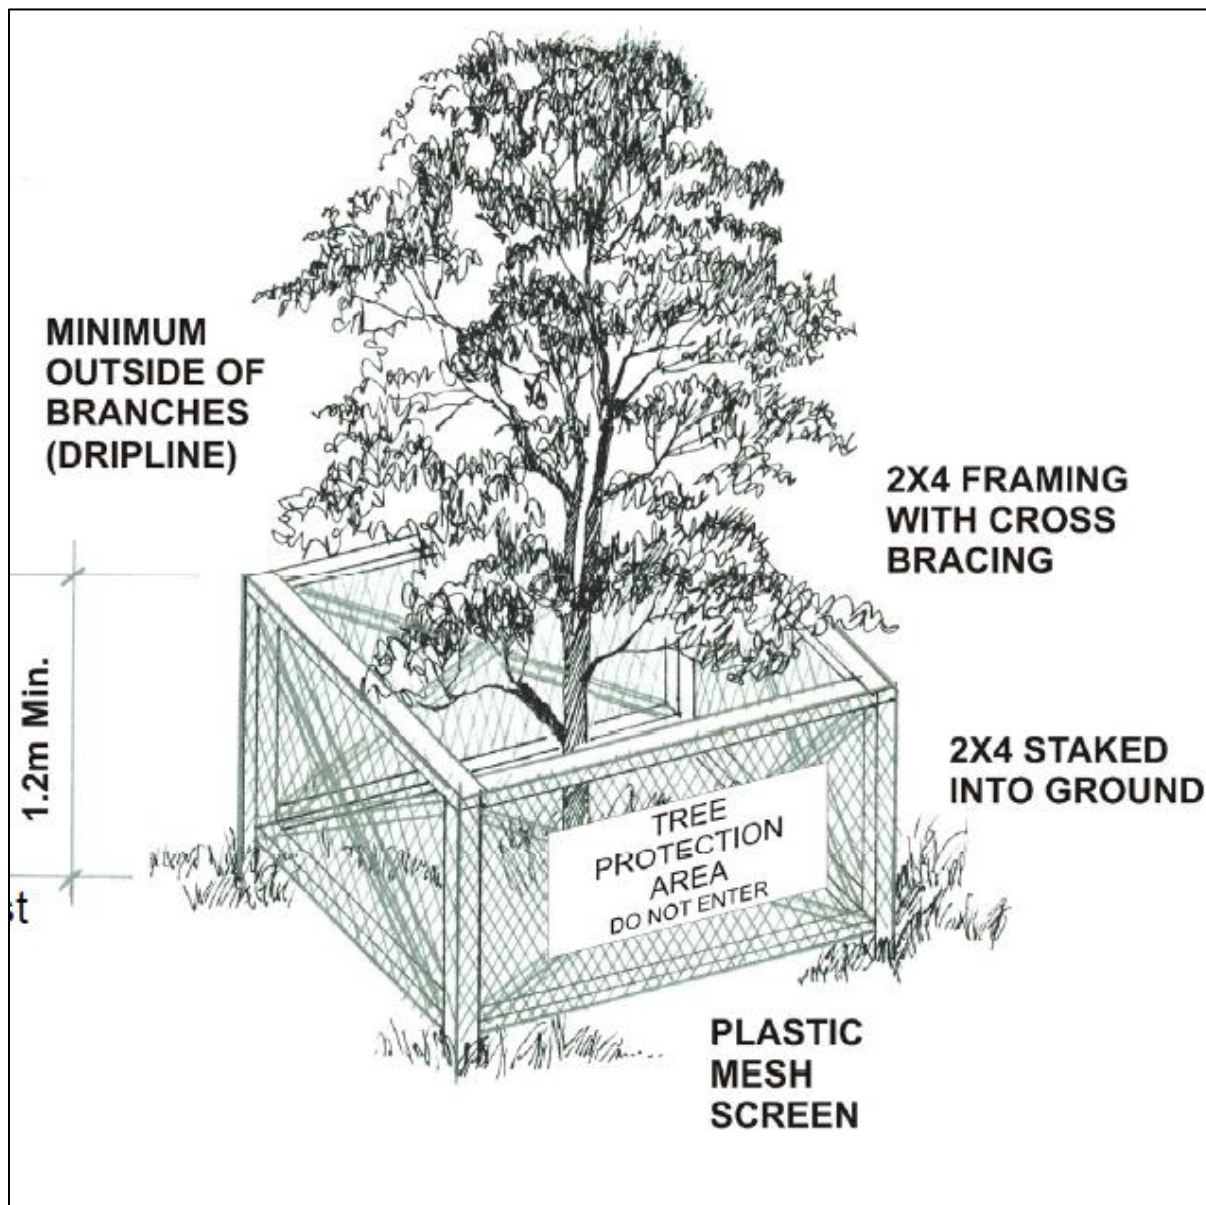 MINIMUM
OUTSIDE OF
BRANCHES
(DRIPLINE)
2X4 FRAMING
WITH CROSS
BRACING
1.2m Min.
2X4 STAKED
INTO GROUND
TREE
PROTECTION
AREA
DO NOT ENTER
PLASTIC
MESH
SCREEN